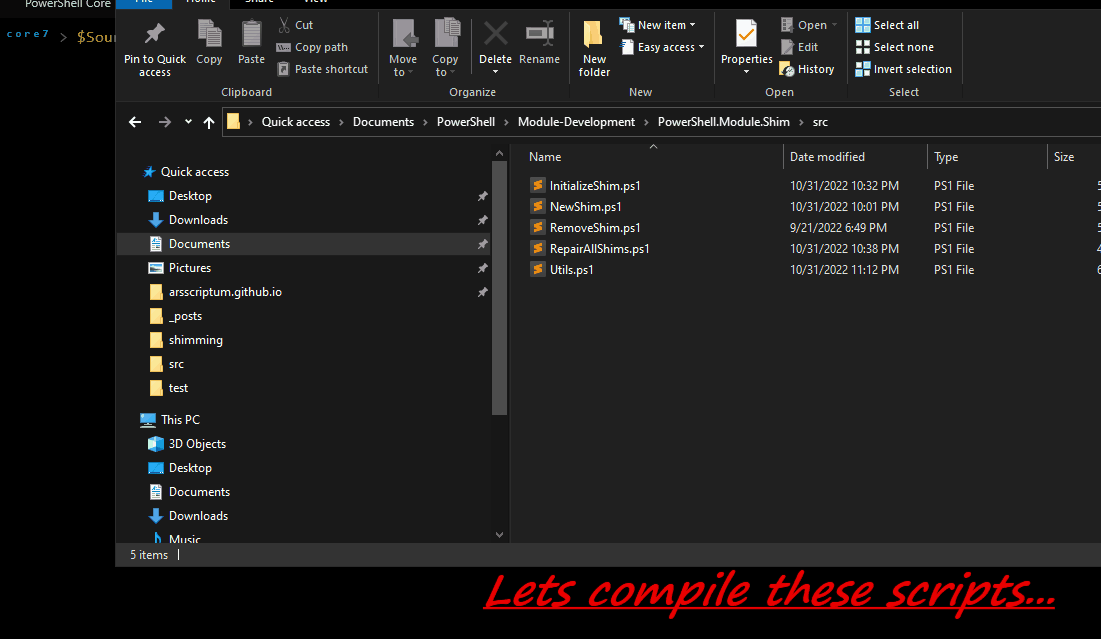 PowerShell Core
File Home Share View
core7 > $Sour
Pin to Quick access
Copy
Paste
Cut
Copy path
Paste shortcut
Move to
Copy to
Delete
Rename
New folder
New item
Easy access
Properties
Open
Edit
History
Select all
Select none
Invert selection
Clipboard
Organize
New
Open
Select
Quick access > Documents > PowerShell > Module-Development > PowerShell.Module.Shim > src
Quick access
Desktop
Downloads
Documents
Pictures
arsscriptum.github.io
_posts
shimming
src
test
This PC
3D Objects
Desktop
Documents
Downloads
Music
Name Date modified Type Size
InitializeShim.ps1 10/31/2022 10:32 PM PS1 File
NewShim.ps1 10/31/2022 10:01 PM PS1 File
RemoveShim.ps1 9/21/2022 6:49 PM PS1 File
RepairAllShims.ps1 10/31/2022 10:38 PM PS1 File
Utils.ps1 10/31/2022 11:12 PM PS1 File
5 items
Lets compile these scripts...